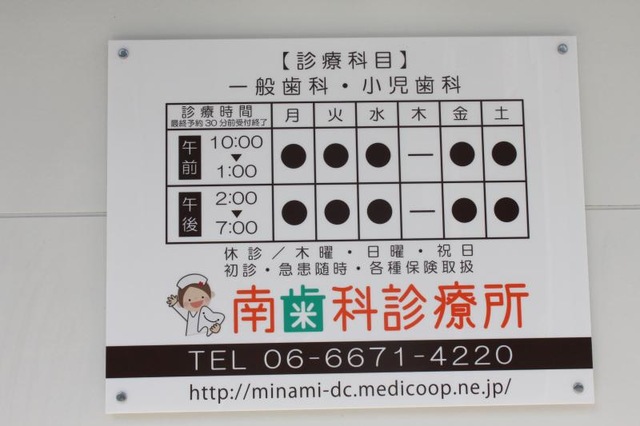 【診療科目】
一般歯科・小児歯科
診療時間 月 火 水 木 金 土
最終予約30分前受付終了
午前 10:00▼1:00 ● ● ● — ● ●
午後 2:00▼7:00 ● ● ● — ● ●
休診／木曜・日曜・祝日
初診・急患随時・各種保険取扱
南歯科診療所
TEL 06-6671-4220
http://minami-dc.medicoop.ne.jp/